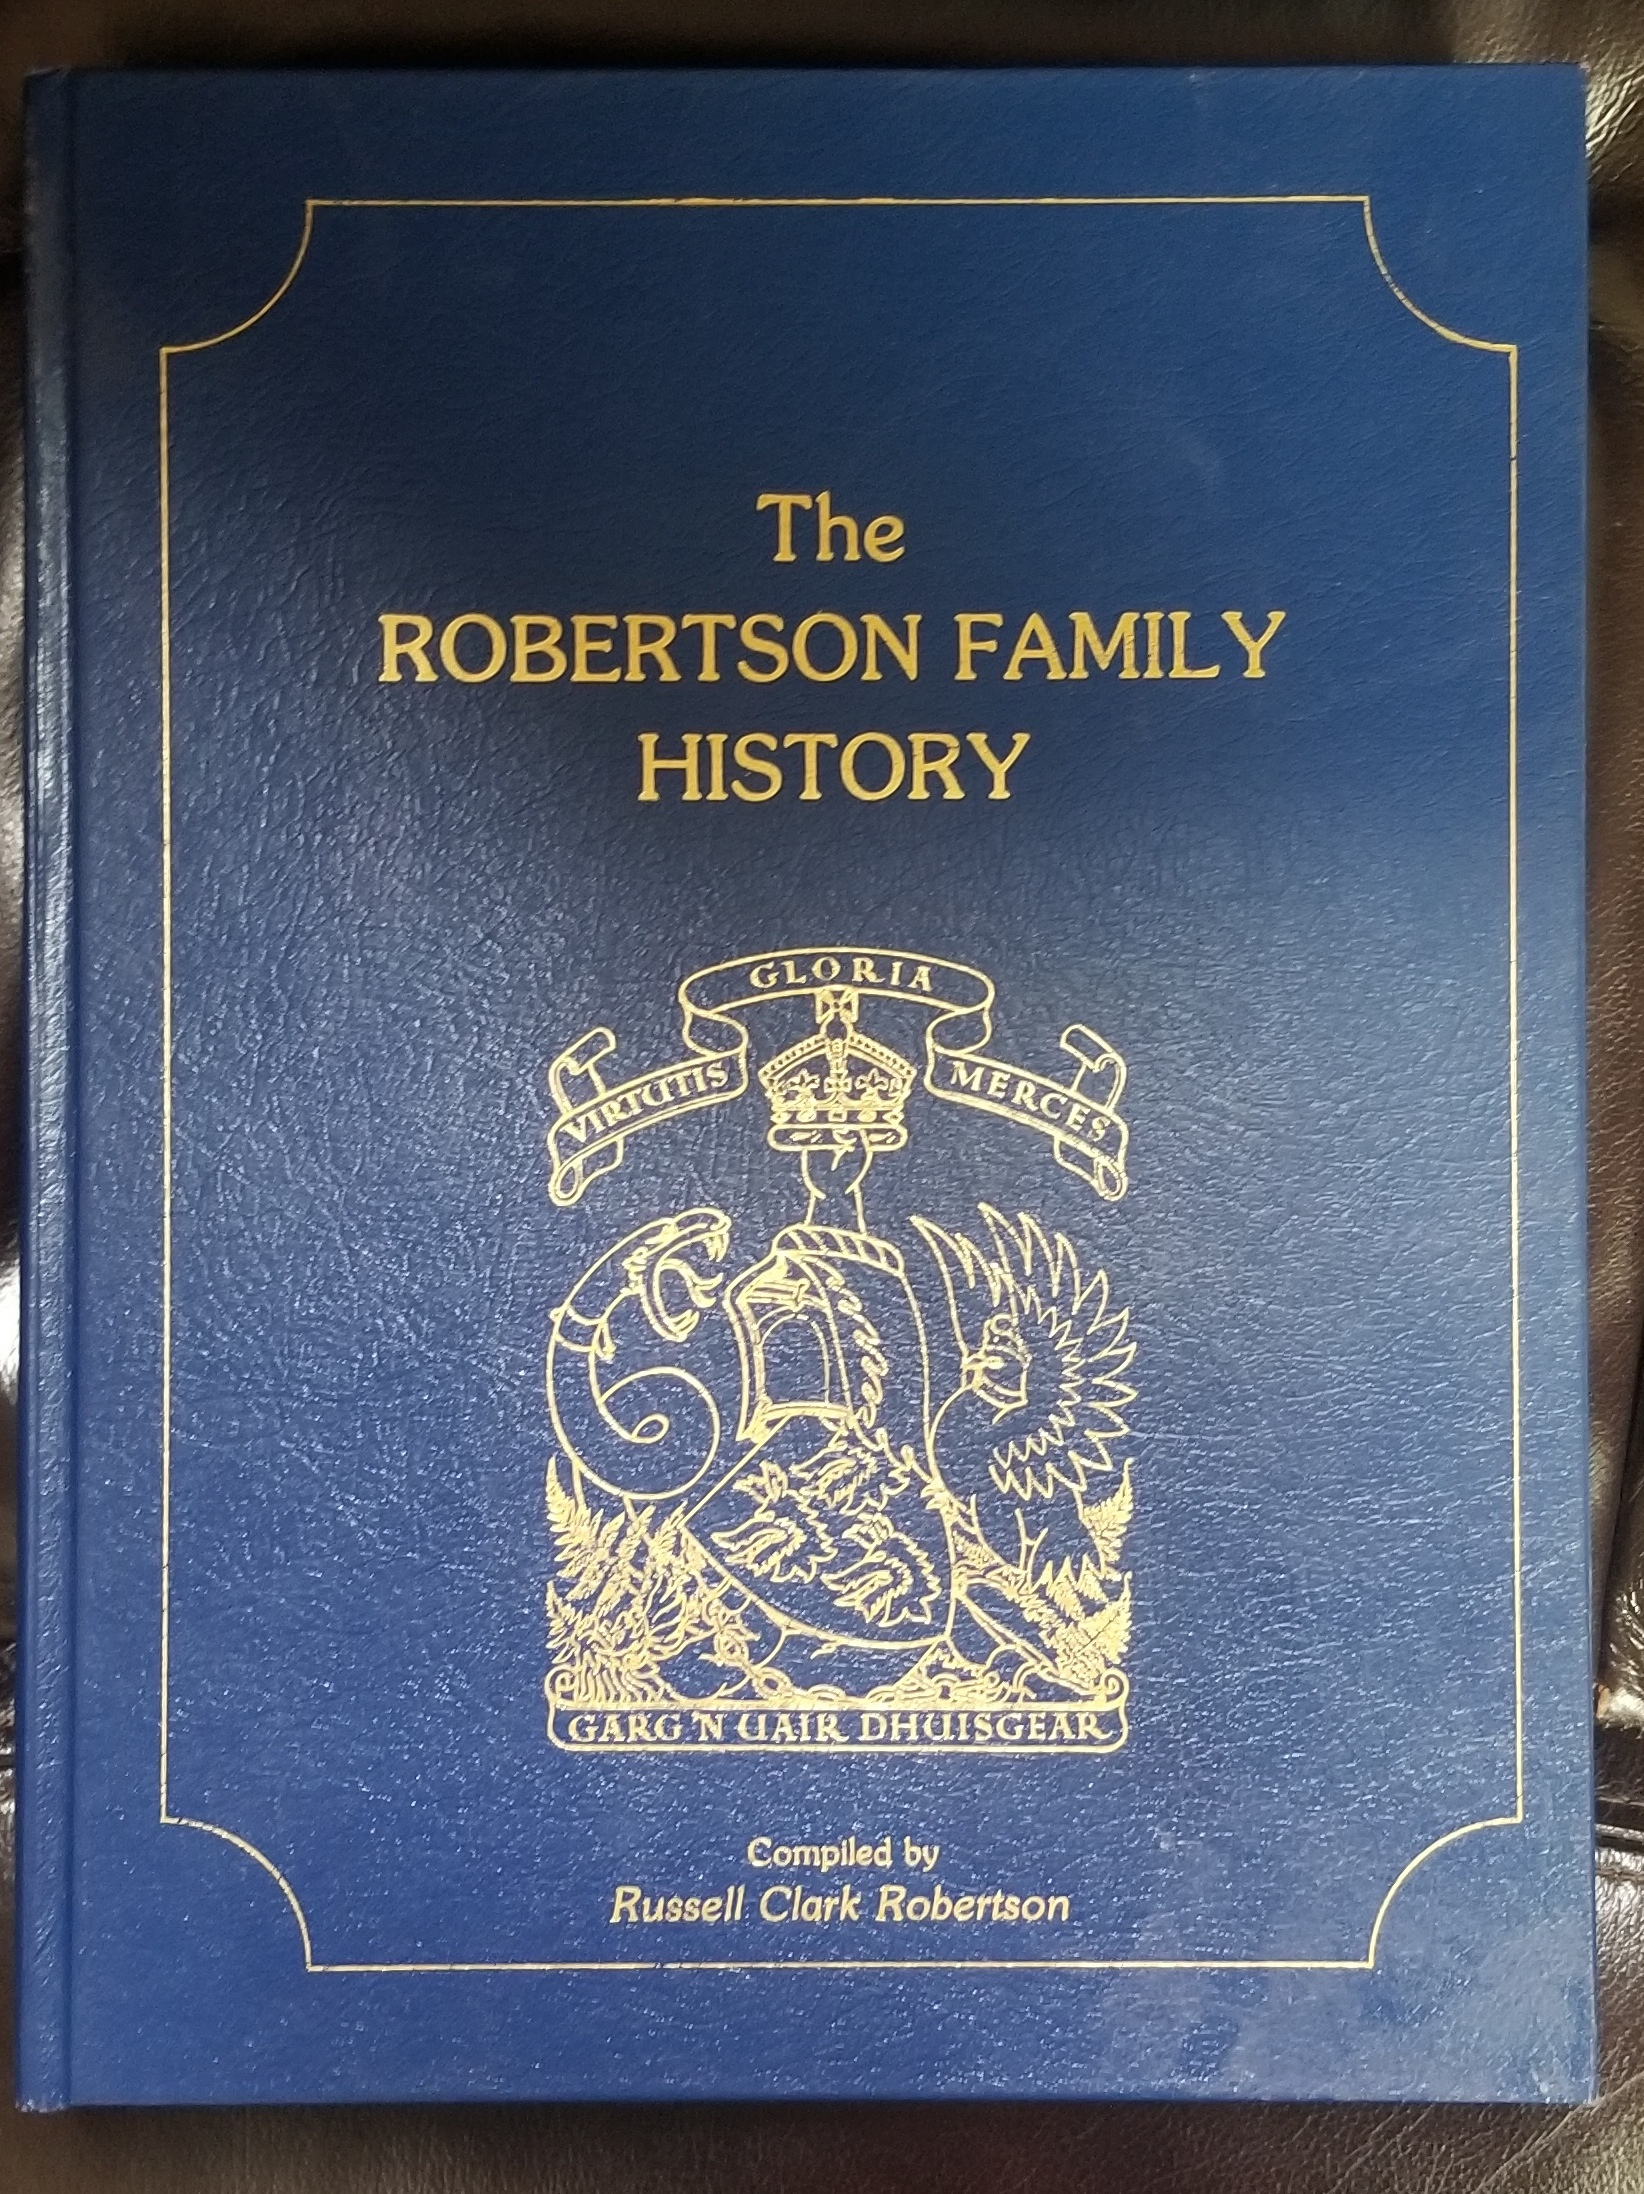 The
ROBERTSON FAMILY
HISTORY
GLORIA
VIRTUTIS MERCES
GARG 'N UAIR DHUISGEAR
Compiled by
Russell Clark Robertson